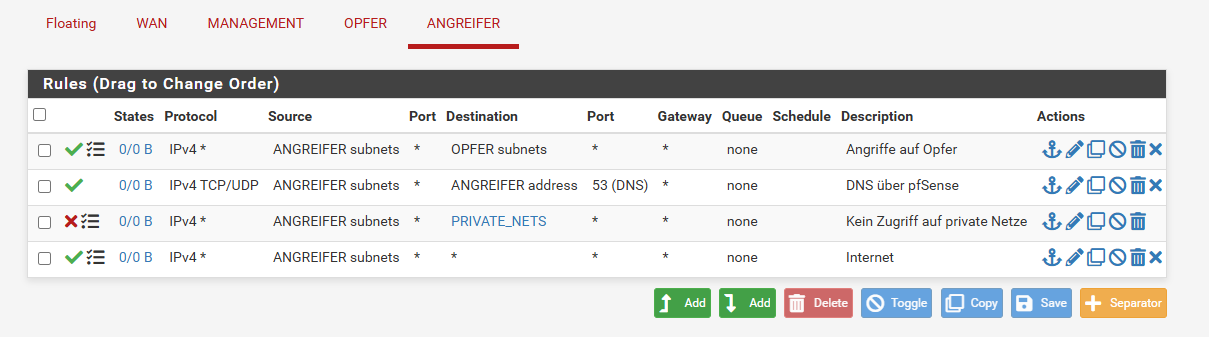 Floating WAN MANAGEMENT OPFER ANGREIFER
Rules (Drag to Change Order)
States Protocol Source Port Destination Port Gateway Queue Schedule Description Actions
0/0 B IPv4 * ANGREIFER subnets * OPFER subnets * * none Angriffe auf Opfer
0/0 B IPv4 TCP/UDP ANGREIFER subnets * ANGREIFER address 53 (DNS) * none DNS über pfSense
0/0 B IPv4 * ANGREIFER subnets * PRIVATE_NETS * * none Kein Zugriff auf private Netze
0/0 B IPv4 * ANGREIFER subnets * * * * none Internet
Add Add Delete Toggle Copy Save Separator